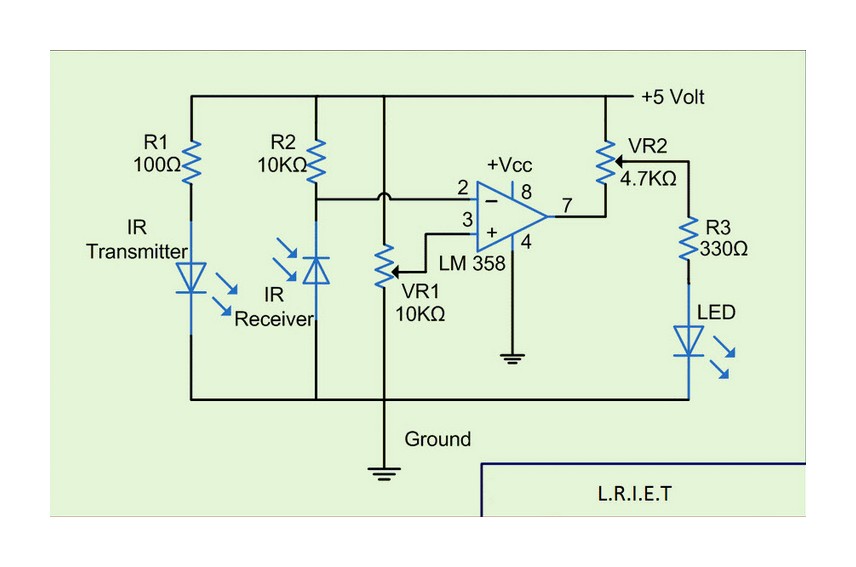 +5 Volt
R1
100Ω
R2
10KΩ
VR2
4.7KΩ
+Vcc
8
2
3
−
+
7
4
LM 358
IR
Transmitter
IR
Receiver
VR1
10KΩ
R3
330Ω
LED
Ground
L.R.I.E.T